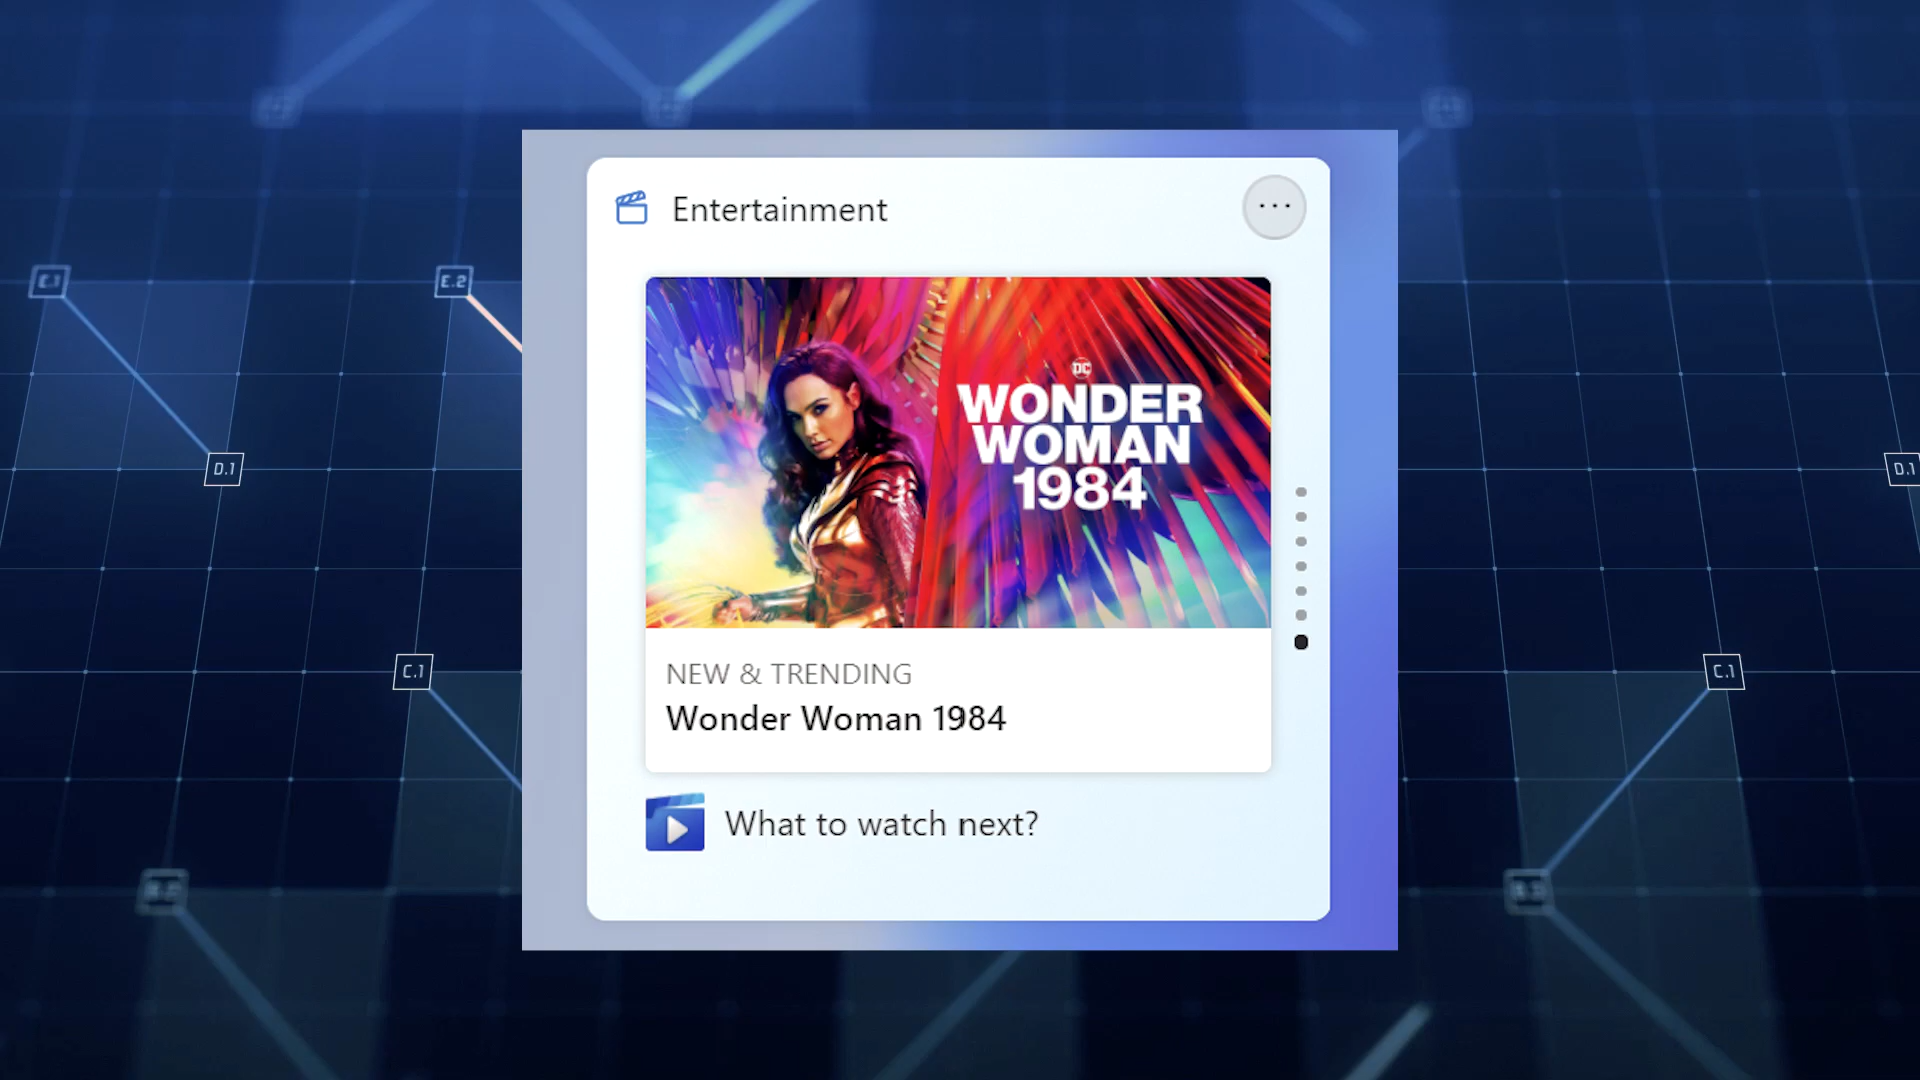 E.1
E.2
D.1
C.1
Entertainment
...
DC
WONDER
WOMAN
1984
NEW & TRENDING
Wonder Woman 1984
What to watch next?
D.1
C.1